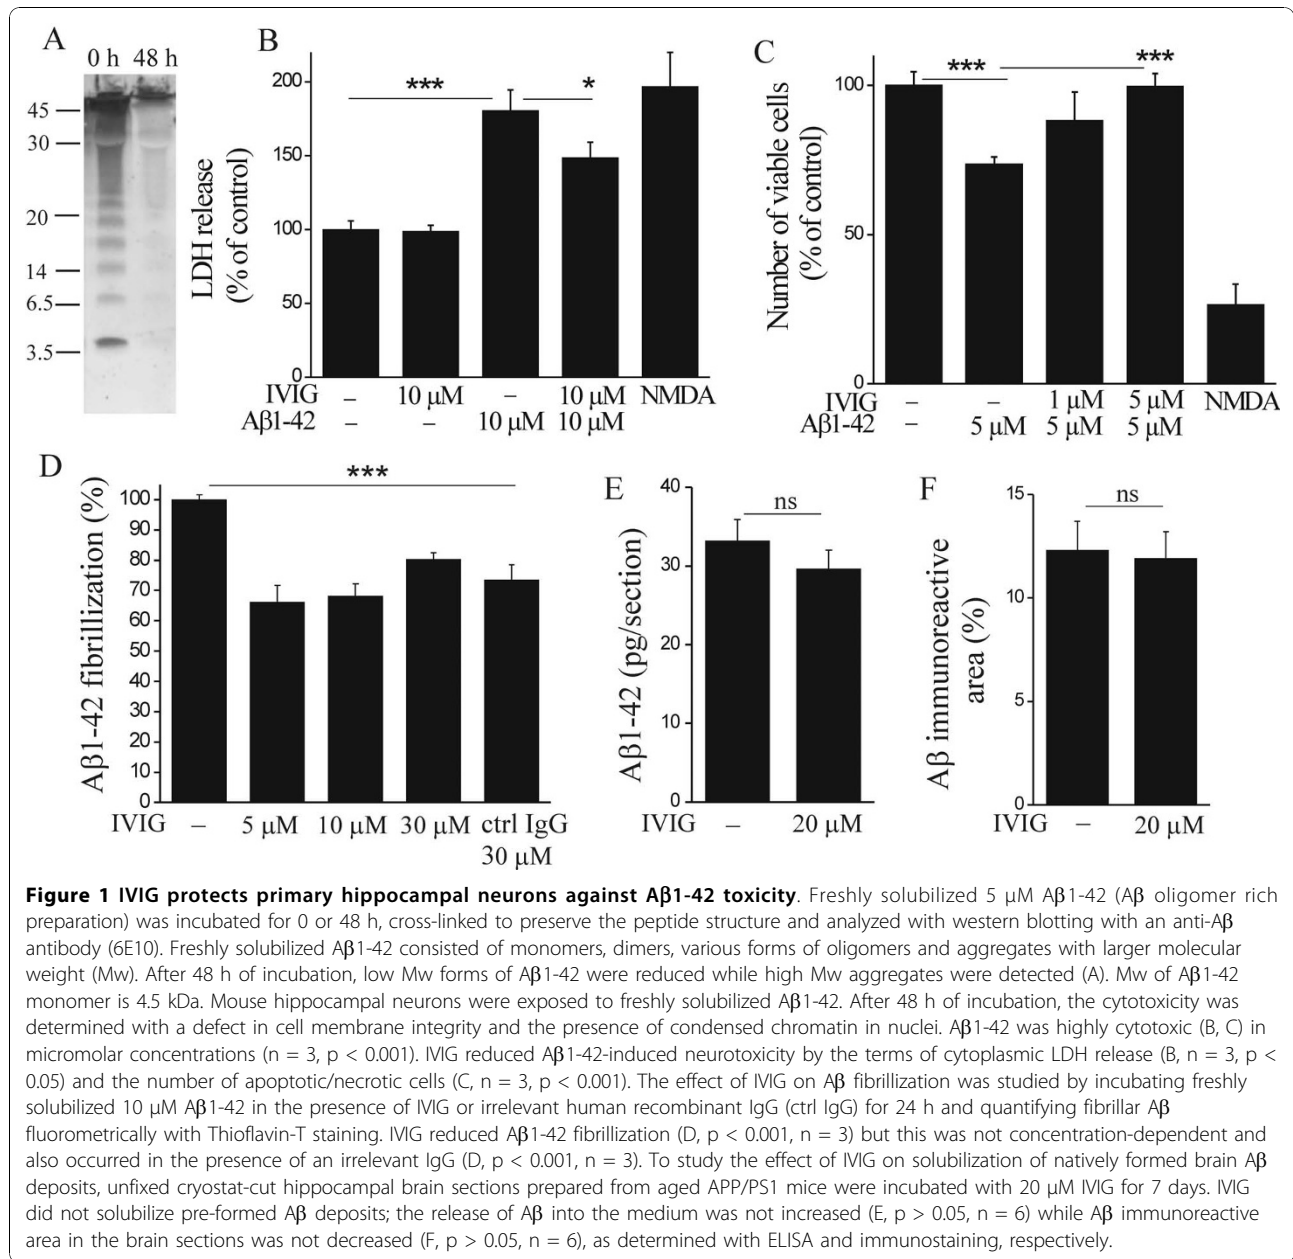 A
0 h 48 h
45
30
20
14
6.5
3.5
B
LDH release
(% of control)
200
150
100
50
0
***
*
IVIG – 10 µM – 10 µM NMDA
Aβ1-42 – – 10 µM 10 µM
C
Number of viable cells
(% of control)
100
50
0
***
***
IVIG – – 1 µM 5 µM NMDA
Aβ1-42 – 5 µM 5 µM 5 µM
D
Aβ1-42 fibrillization (%)
100
90
80
70
60
50
40
30
20
10
0
***
IVIG – 5 µM 10 µM 30 µM ctrl IgG
30 µM
E
Aβ1-42 (pg/section)
40
30
20
10
0
ns
IVIG – 20 µM
F
Aβ immunoreactive
area (%)
15
10
5
0
ns
IVIG – 20 µM
Figure 1 IVIG protects primary hippocampal neurons against Aβ1-42 toxicity. Freshly solubilized 5 µM Aβ1-42 (Aβ oligomer rich
preparation) was incubated for 0 or 48 h, cross-linked to preserve the peptide structure and analyzed with western blotting with an anti-Aβ
antibody (6E10). Freshly solubilized Aβ1-42 consisted of monomers, dimers, various forms of oligomers and aggregates with larger molecular
weight (Mw). After 48 h of incubation, low Mw forms of Aβ1-42 were reduced while high Mw aggregates were detected (A). Mw of Aβ1-42
monomer is 4.5 kDa. Mouse hippocampal neurons were exposed to freshly solubilized Aβ1-42. After 48 h of incubation, the cytotoxicity was
determined with a defect in cell membrane integrity and the presence of condensed chromatin in nuclei. Aβ1-42 was highly cytotoxic (B, C) in
micromolar concentrations (n = 3, p < 0.001). IVIG reduced Aβ1-42-induced neurotoxicity by the terms of cytoplasmic LDH release (B, n = 3, p <
0.05) and the number of apoptotic/necrotic cells (C, n = 3, p < 0.001). The effect of IVIG on Aβ fibrillization was studied by incubating freshly
solubilized 10 µM Aβ1-42 in the presence of IVIG or irrelevant human recombinant IgG (ctrl IgG) for 24 h and quantifying fibrillar Aβ
fluorometrically with Thioflavin-T staining. IVIG reduced Aβ1-42 fibrillization (D, p < 0.001, n = 3) but this was not concentration-dependent and
also occurred in the presence of an irrelevant IgG (D, p < 0.001, n = 3). To study the effect of IVIG on solubilization of natively formed brain Aβ
deposits, unfixed cryostat-cut hippocampal brain sections prepared from aged APP/PS1 mice were incubated with 20 µM IVIG for 7 days. IVIG
did not solubilize pre-formed Aβ deposits; the release of Aβ into the medium was not increased (E, p > 0.05, n = 6) while Aβ immunoreactive
area in the brain sections was not decreased (F, p > 0.05, n = 6), as determined with ELISA and immunostaining, respectively.